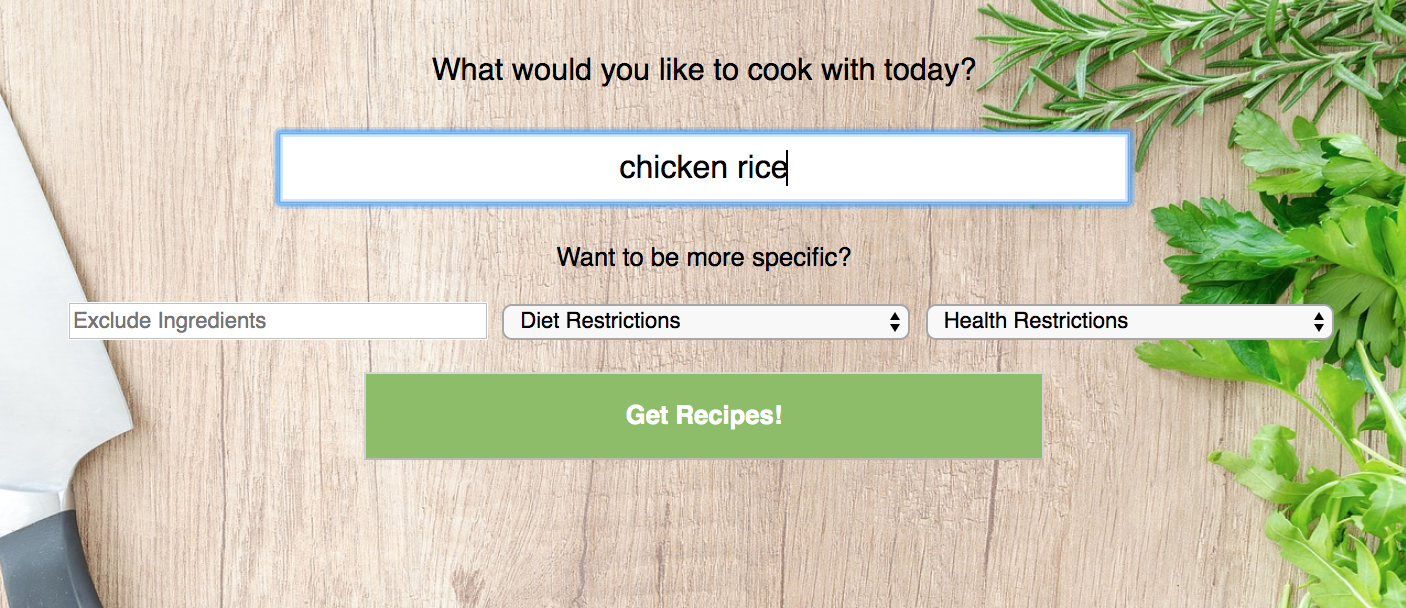 What would you like to cook with today?
chicken rice
Want to be more specific?
Exclude Ingredients
Diet Restrictions
Health Restrictions
Get Recipes!